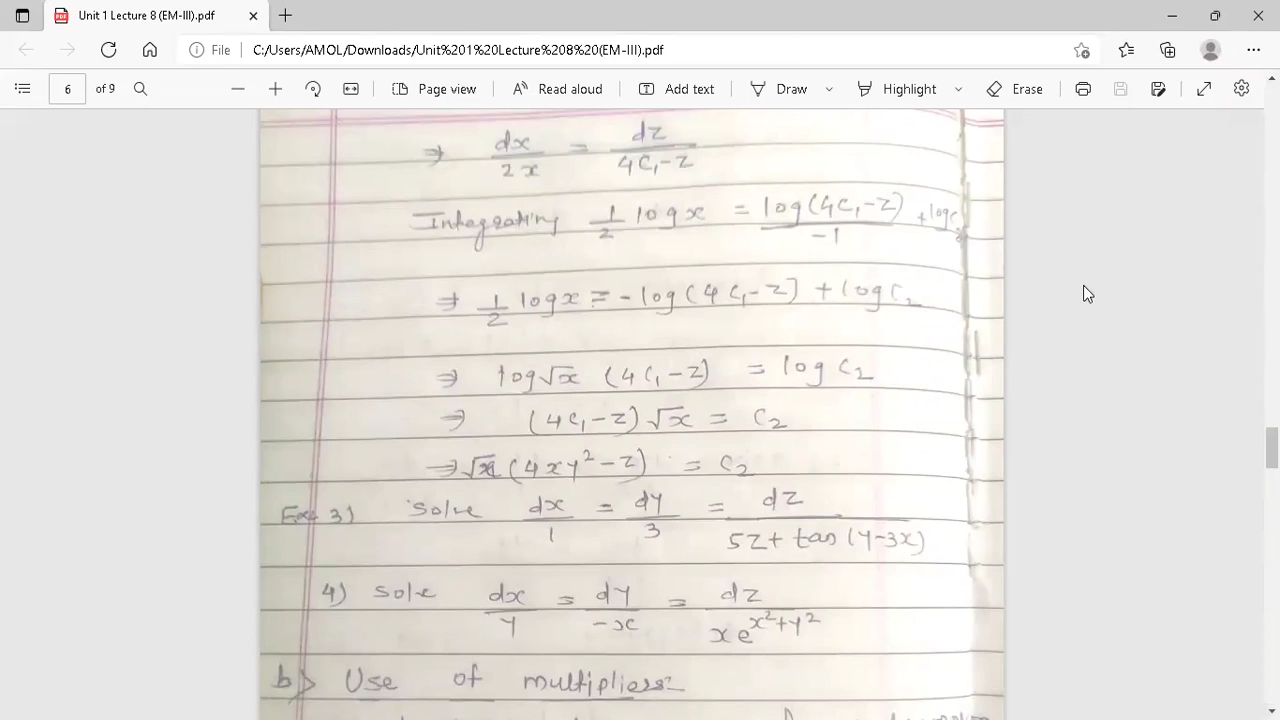 Unit 1 Lecture 8 (EM-III).pdf
File C:/Users/AMOL/Downloads/Unit%201%20Lecture%208%20(EM-III).pdf
6 of 9 Page view Read aloud Add text Draw Highlight Erase
⇒ dx/2x = dz/(4c₁-z)
Integrating 1/2 log x = log(4c₁-z)/-1 + log c₂
⇒ 1/2 log x = -log(4c₁-z) + log c₂
⇒ log√x (4c₁-z) = log c₂
⇒ (4c₁-z)√x = c₂
⇒ √x (4xy²-z) = c₂
Ex 3) Solve dx/1 = dy/3 = dz/(5z+tan(y-3x))
4) Solve dx/y = dy/-x = dz/(x e^(x²+y²))
b> Use of multipliers:-